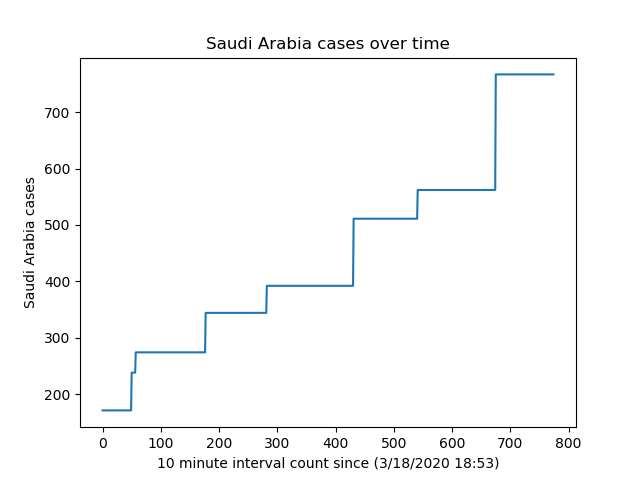 Saudi Arabia cases over time
Saudi Arabia cases
700
600
500
400
300
200
0 100 200 300 400 500 600 700 800
10 minute interval count since (3/18/2020 18:53)